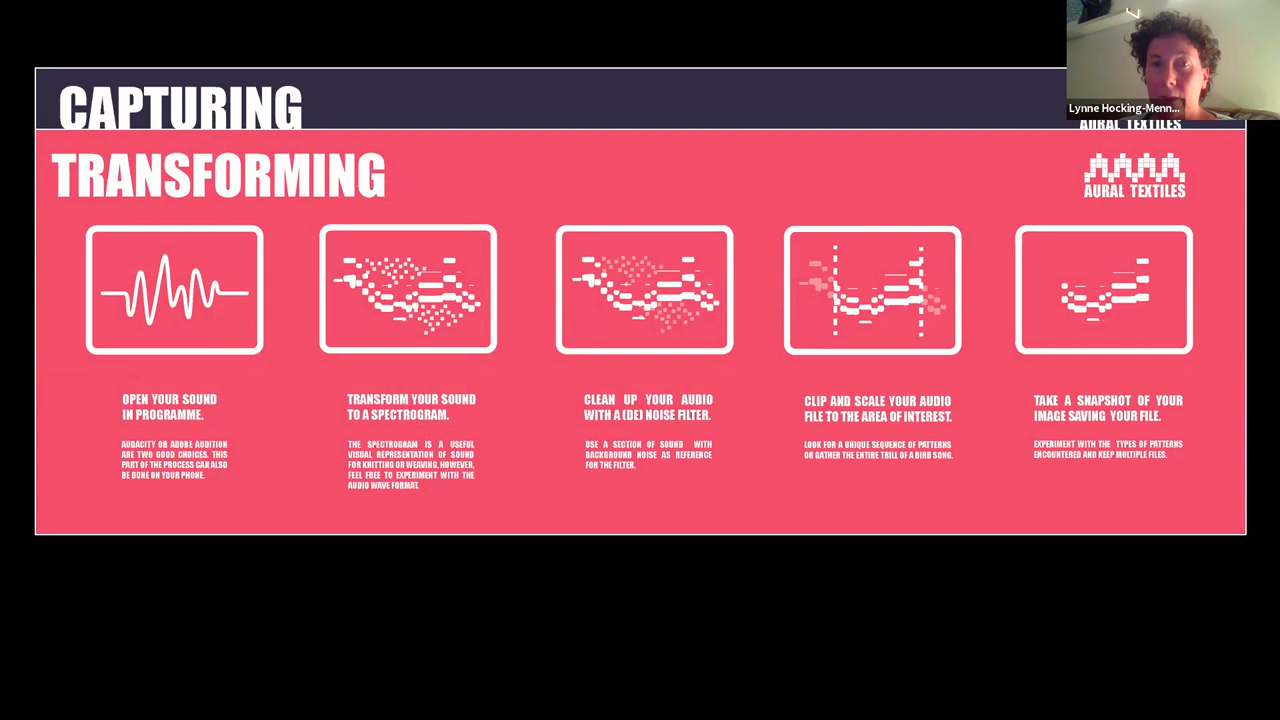 CAPTURING
Lynne Hocking-Menn...
AURAL TEXTILES
TRANSFORMING
AURAL TEXTILES
OPEN YOUR SOUND
IN PROGRAMME.
AUDACITY OR ADOBE AUDITION
ARE TWO GOOD CHOICES. THIS
PART OF THE PROCESS CAN ALSO
BE DONE ON YOUR PHONE.
TRANSFORM YOUR SOUND
TO A SPECTROGRAM.
THE SPECTROGRAM IS A USEFUL
VISUAL REPRESENTATION OF SOUND
FOR KNITTING OR WEAVING, HOWEVER,
FEEL FREE TO EXPERIMENT WITH THE
AUDIO WAVE FORMAT.
CLEAN UP YOUR AUDIO
WITH A (DE) NOISE FILTER.
USE A SECTION OF SOUND WITH
BACKGROUND NOISE AS REFERENCE
FOR THE FILTER.
CLIP AND SCALE YOUR AUDIO
FILE TO THE AREA OF INTEREST.
LOOK FOR A UNIQUE SEQUENCE OF PATTERNS
OR GATHER THE ENTIRE TRILL OF A BIRD SONG.
TAKE A SNAPSHOT OF YOUR
IMAGE SAVING YOUR FILE.
EXPERIMENT WITH THE TYPES OF PATTERNS
ENCOUNTERED AND KEEP MULTIPLE FILES.